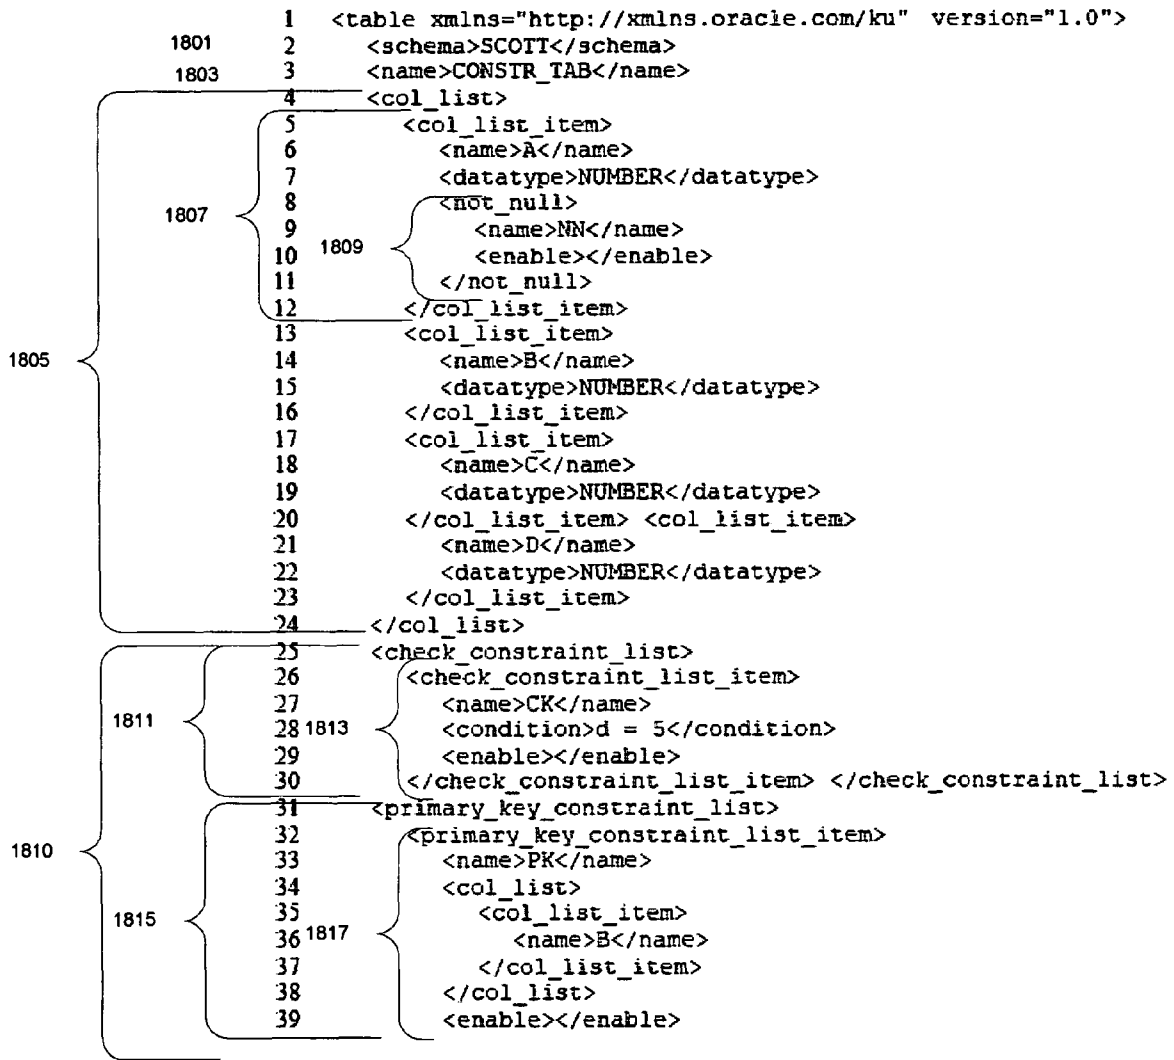 1 <table xmlns="http://xmlns.oracle.com/ku" version="1.0">
1801 2 <schema>SCOTT</schema>
1803 3 <name>CONSTR_TAB</name>
4 <col_list>
5 <col_list_item>
6 <name>A</name>
7 <datatype>NUMBER</datatype>
1807 8 <not_null>
9 <name>NN</name>
10 1809 <enable></enable>
11 </not_null>
12 </col_list_item>
13 <col_list_item>
1805 14 <name>B</name>
15 <datatype>NUMBER</datatype>
16 </col_list_item>
17 <col_list_item>
18 <name>C</name>
19 <datatype>NUMBER</datatype>
20 </col_list_item> <col_list_item>
21 <name>D</name>
22 <datatype>NUMBER</datatype>
23 </col_list_item>
24 </col_list>
25 <check_constraint_list>
26 <check_constraint_list_item>
27 <name>CK</name>
1811 28 1813 <condition>d = 5</condition>
29 <enable></enable>
30 </check_constraint_list_item> </check_constraint_list>
31 <primary_key_constraint_list>
32 <primary_key_constraint_list_item>
1810 33 <name>PK</name>
34 <col_list>
1815 35 <col_list_item>
36 1817 <name>B</name>
37 </col_list_item>
38 </col_list>
39 <enable></enable>